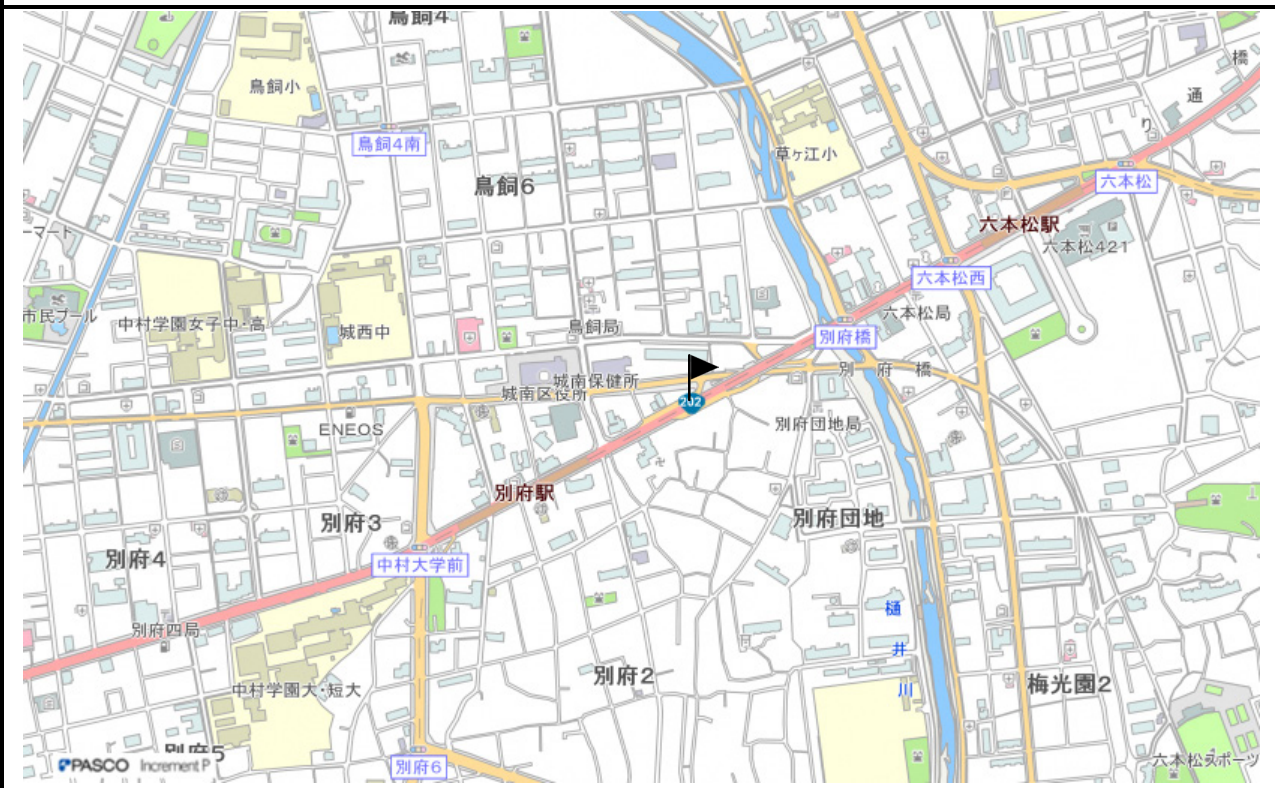 鳥飼4
鳥飼小
鳥飼4南
鳥飼6
草ヶ江小
橋
通
り
六本松
六本松駅
六本松421
六本松西
ーマート
市民プール
中村学園女子中・高
城西中
鳥飼局
六本松局
別府橋
別府橋
城南保健所
城南区役所
202
ENEOS
別府団地局
別府駅
別府3
別府団地
別府4
中村大学前
樋
井
川
別府四局
別府2
中村学園大・短大
梅光園2
別府5
別府6
六本松スポーツ
PASCO Increment P